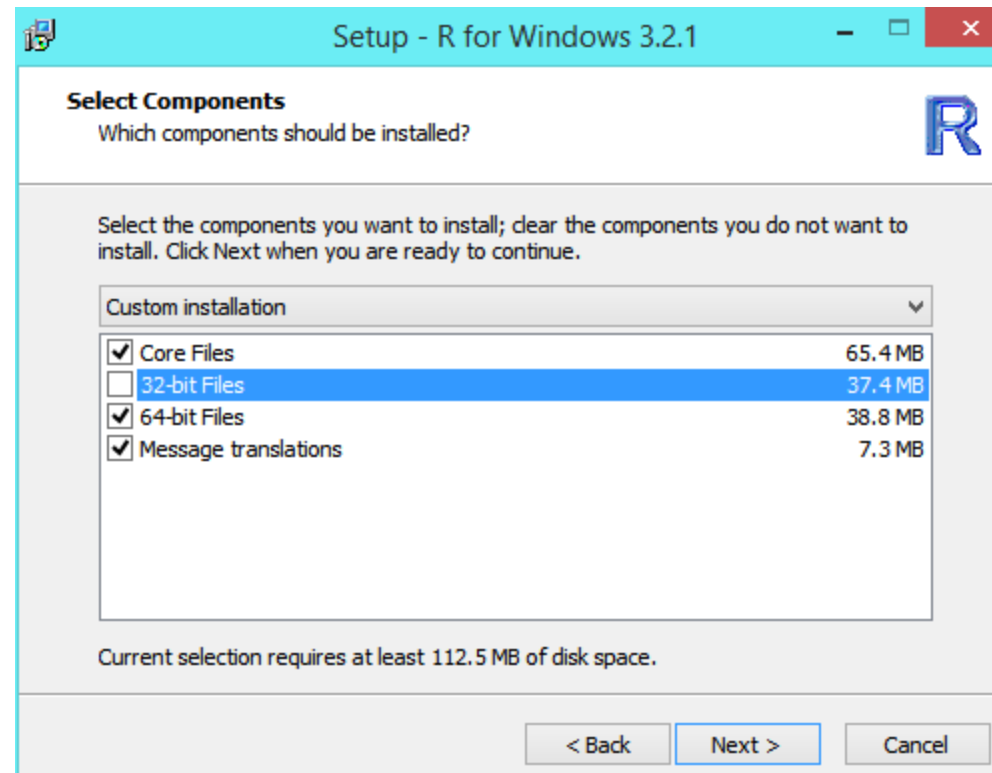 Setup - R for Windows 3.2.1
Select Components
Which components should be installed?
R
Select the components you want to install; clear the components you do not want to
install. Click Next when you are ready to continue.
Custom installation
Core Files 65.4 MB
32-bit Files 37.4 MB
64-bit Files 38.8 MB
Message translations 7.3 MB
Current selection requires at least 112.5 MB of disk space.
< Back Next > Cancel